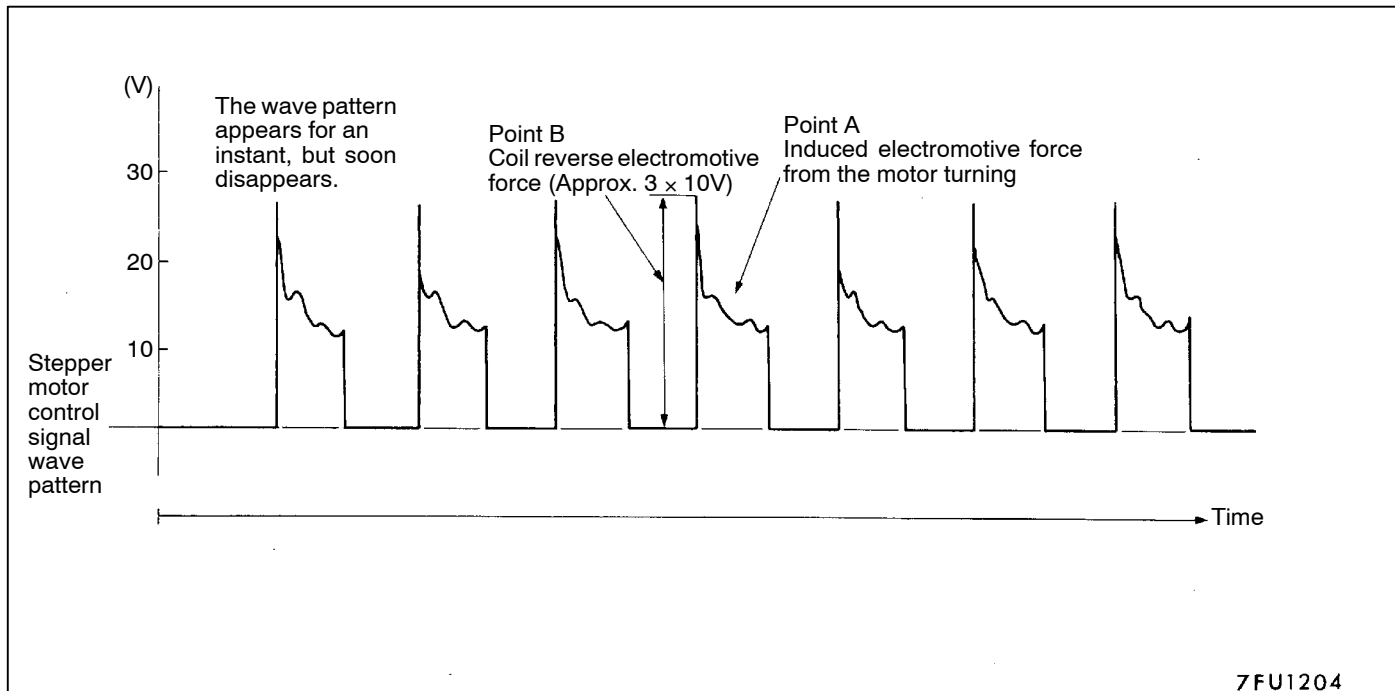 (V)
30
20
10
The wave pattern
appears for an
instant, but soon
disappears.
Point B
Coil reverse electromotive
force (Approx. 3 × 10V)
Point A
Induced electromotive force
from the motor turning
Stepper
motor
control
signal
wave
pattern
Time
7FU1204